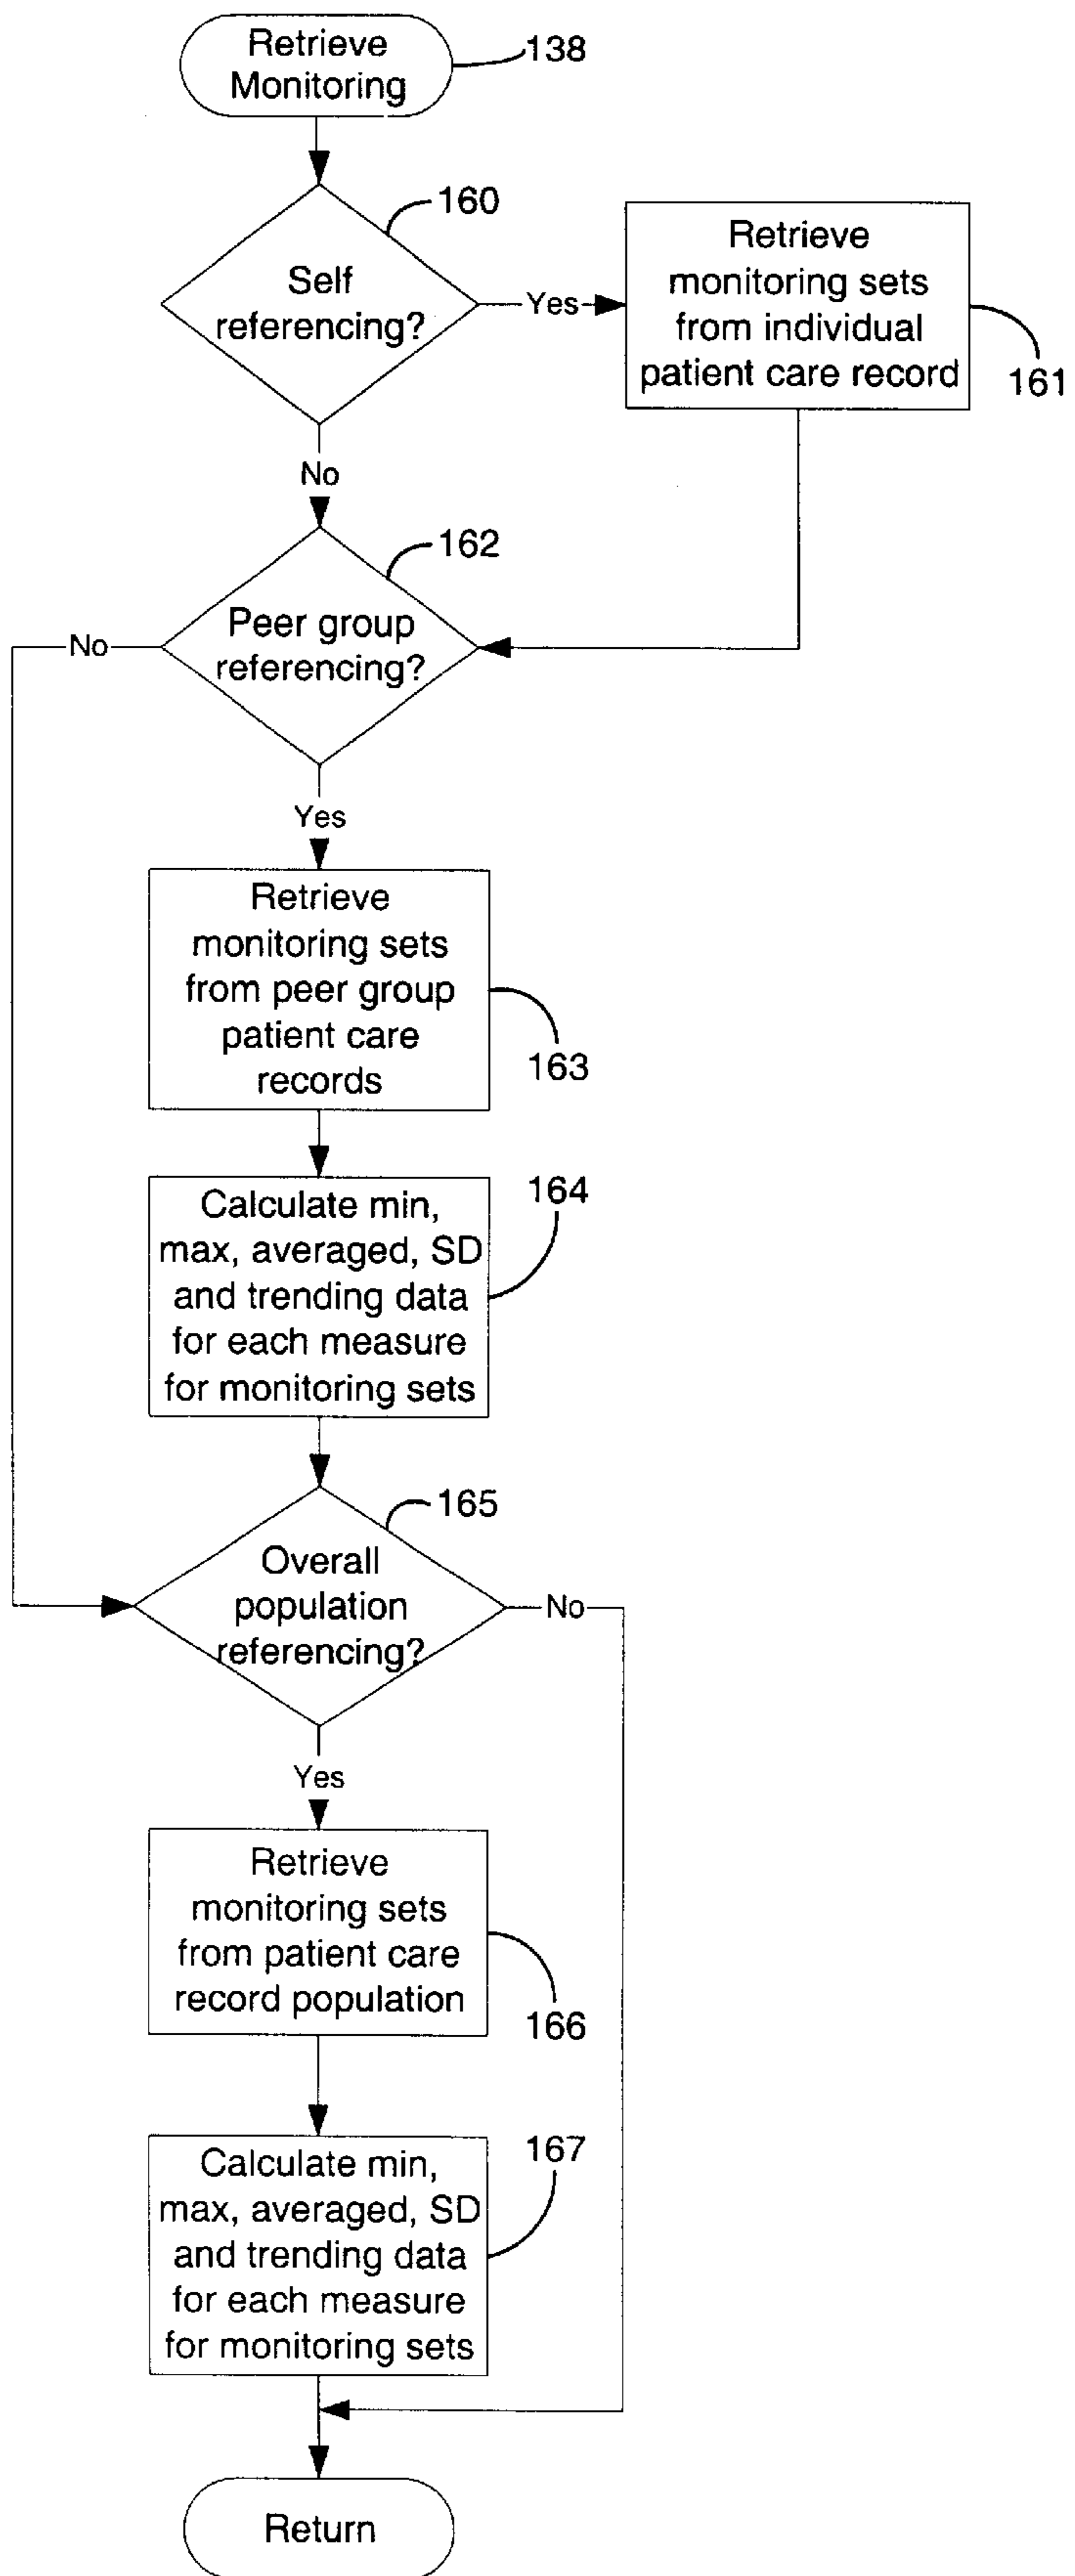 Retrieve
Monitoring
138
160
Self
referencing?
Yes
Retrieve
monitoring sets
from individual
patient care record
161
No
162
Peer group
referencing?
No
Yes
Retrieve
monitoring sets
from peer group
patient care
records
163
164
Calculate min,
max, averaged, SD
and trending data
for each measure
for monitoring sets
165
Overall
population
referencing?
No
Yes
Retrieve
monitoring sets
from patient care
record population
166
167
Calculate min,
max, averaged, SD
and trending data
for each measure
for monitoring sets
Return